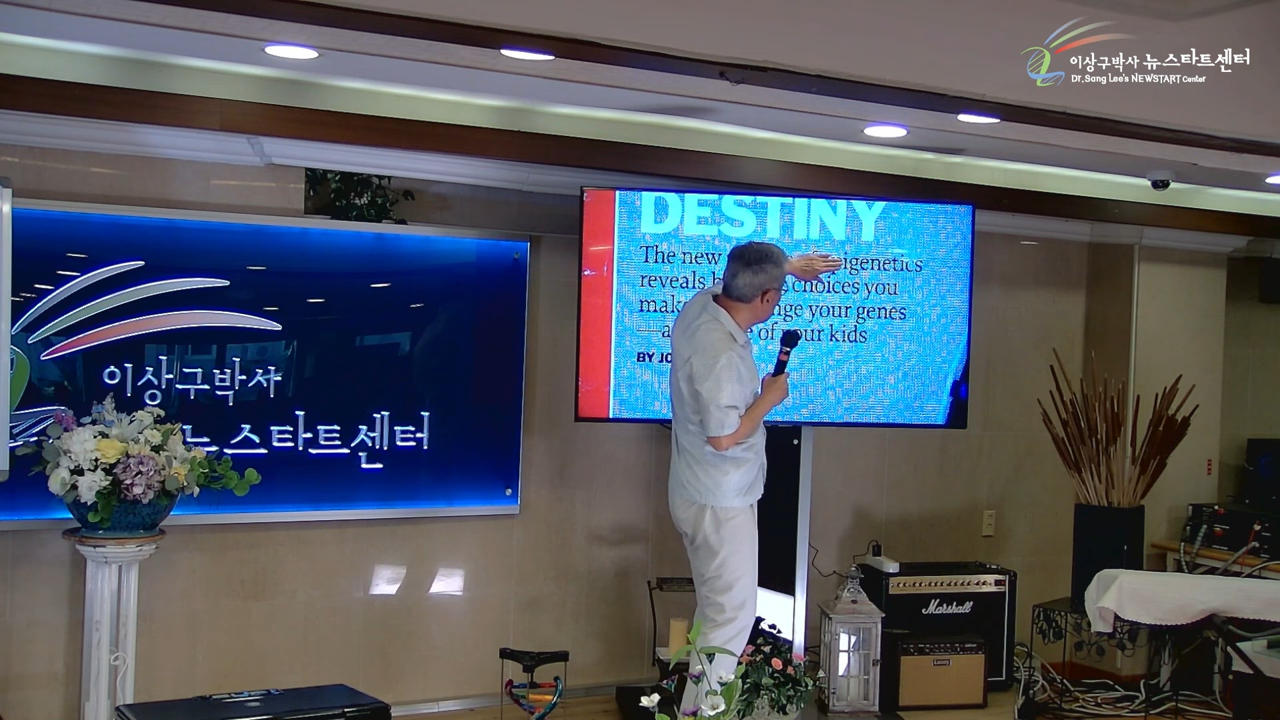 이상구박사 뉴스타트센터
Dr. Sang Lee's NEWSTART Center
DESTINY
The new igenetics
reveals choices you
mak nge your genes
of your kids
BY JO
이상구박사
뉴스타트센터
Marshall
Laney